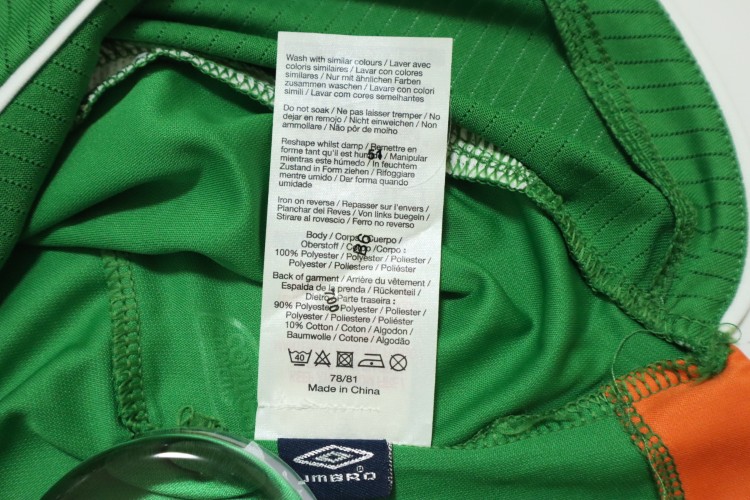 Wash with similar colours / Laver avec
coloris similaires / Lavar con colores
similares / Nur mit ähnlichen Farben
zusammen waschen / Lavare con colori
simili / Lavar com cores semelhantes
Do not soak / Ne pas laisser tremper / No
dejar en remojo / Nicht einweichen / Non
ammollare / Não pôr de molho
Reshape whilst damp / Remettre en
forme tant qu'il est humide / Manipular
mientras este húmedo / In feuchtem
Zustand in Form ziehen / Rifoggiare
mentre umido / Dar forma quando
umidade
51
Iron on reverse / Repasser sur l'envers /
Planchar del Reves / Von links buegeln /
Stirare al rovescio / Ferro no reverso
Body / Corps / Cuerpo /
Oberstoff / Corpo / Corpo :
100% Polyester / Polyester / Poliester /
Polyester / Poliestere / Poliéster
86
Back of garment / Arrière du vêtement /
Espalda de la prenda / Rückenteil /
Dietro / Parte traseira :
90% Polyester / Polyester / Poliéster
Polyester / Poliestere / Poliéster
10% Cotton / Coton / Algodon /
Baumwolle / Cotone / Algodão
700
40
78/81
Made in China
UMBRO®